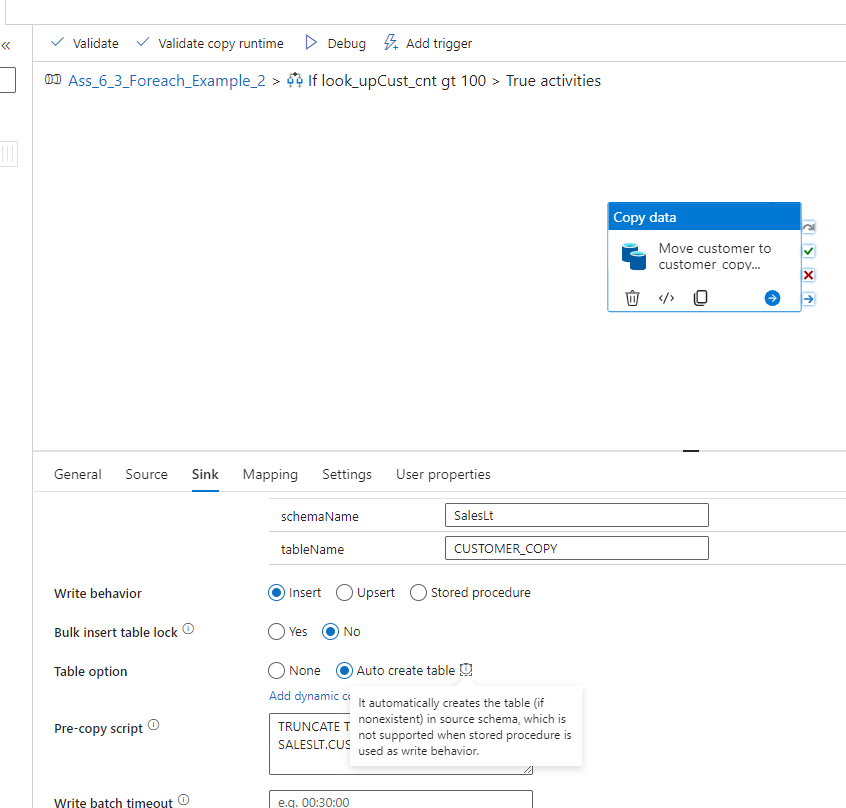 «
Validate Validate copy runtime Debug Add trigger
Ass_6_3_Foreach_Example_2 > If look_upCust_cnt gt 100 > True activities
Copy data
Move customer to
customer_copy...
General Source Sink Mapping Settings User properties
schemaName SalesLt
tableName CUSTOMER_COPY
Write behavior Insert Upsert Stored procedure
Bulk insert table lock Yes No
Table option None Auto create table
Add dynamic
It automatically creates the table (if
nonexistent) in source schema, which is
not supported when stored procedure is
used as write behavior.
Pre-copy script TRUNCATE T
SALESLT.CUS
Write batch timeout e.g. 00:30:00